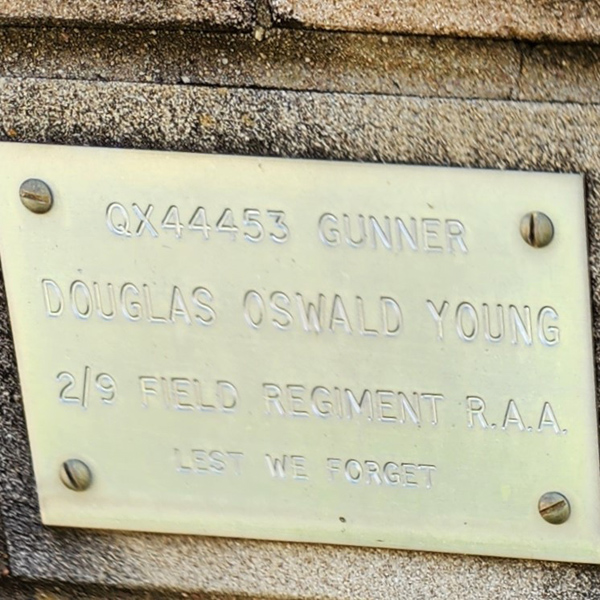 QX44453 GUNNER
DOUGLAS OSWALD YOUNG
2/9 FIELD REGIMENT R.A.A.
LEST WE FORGET